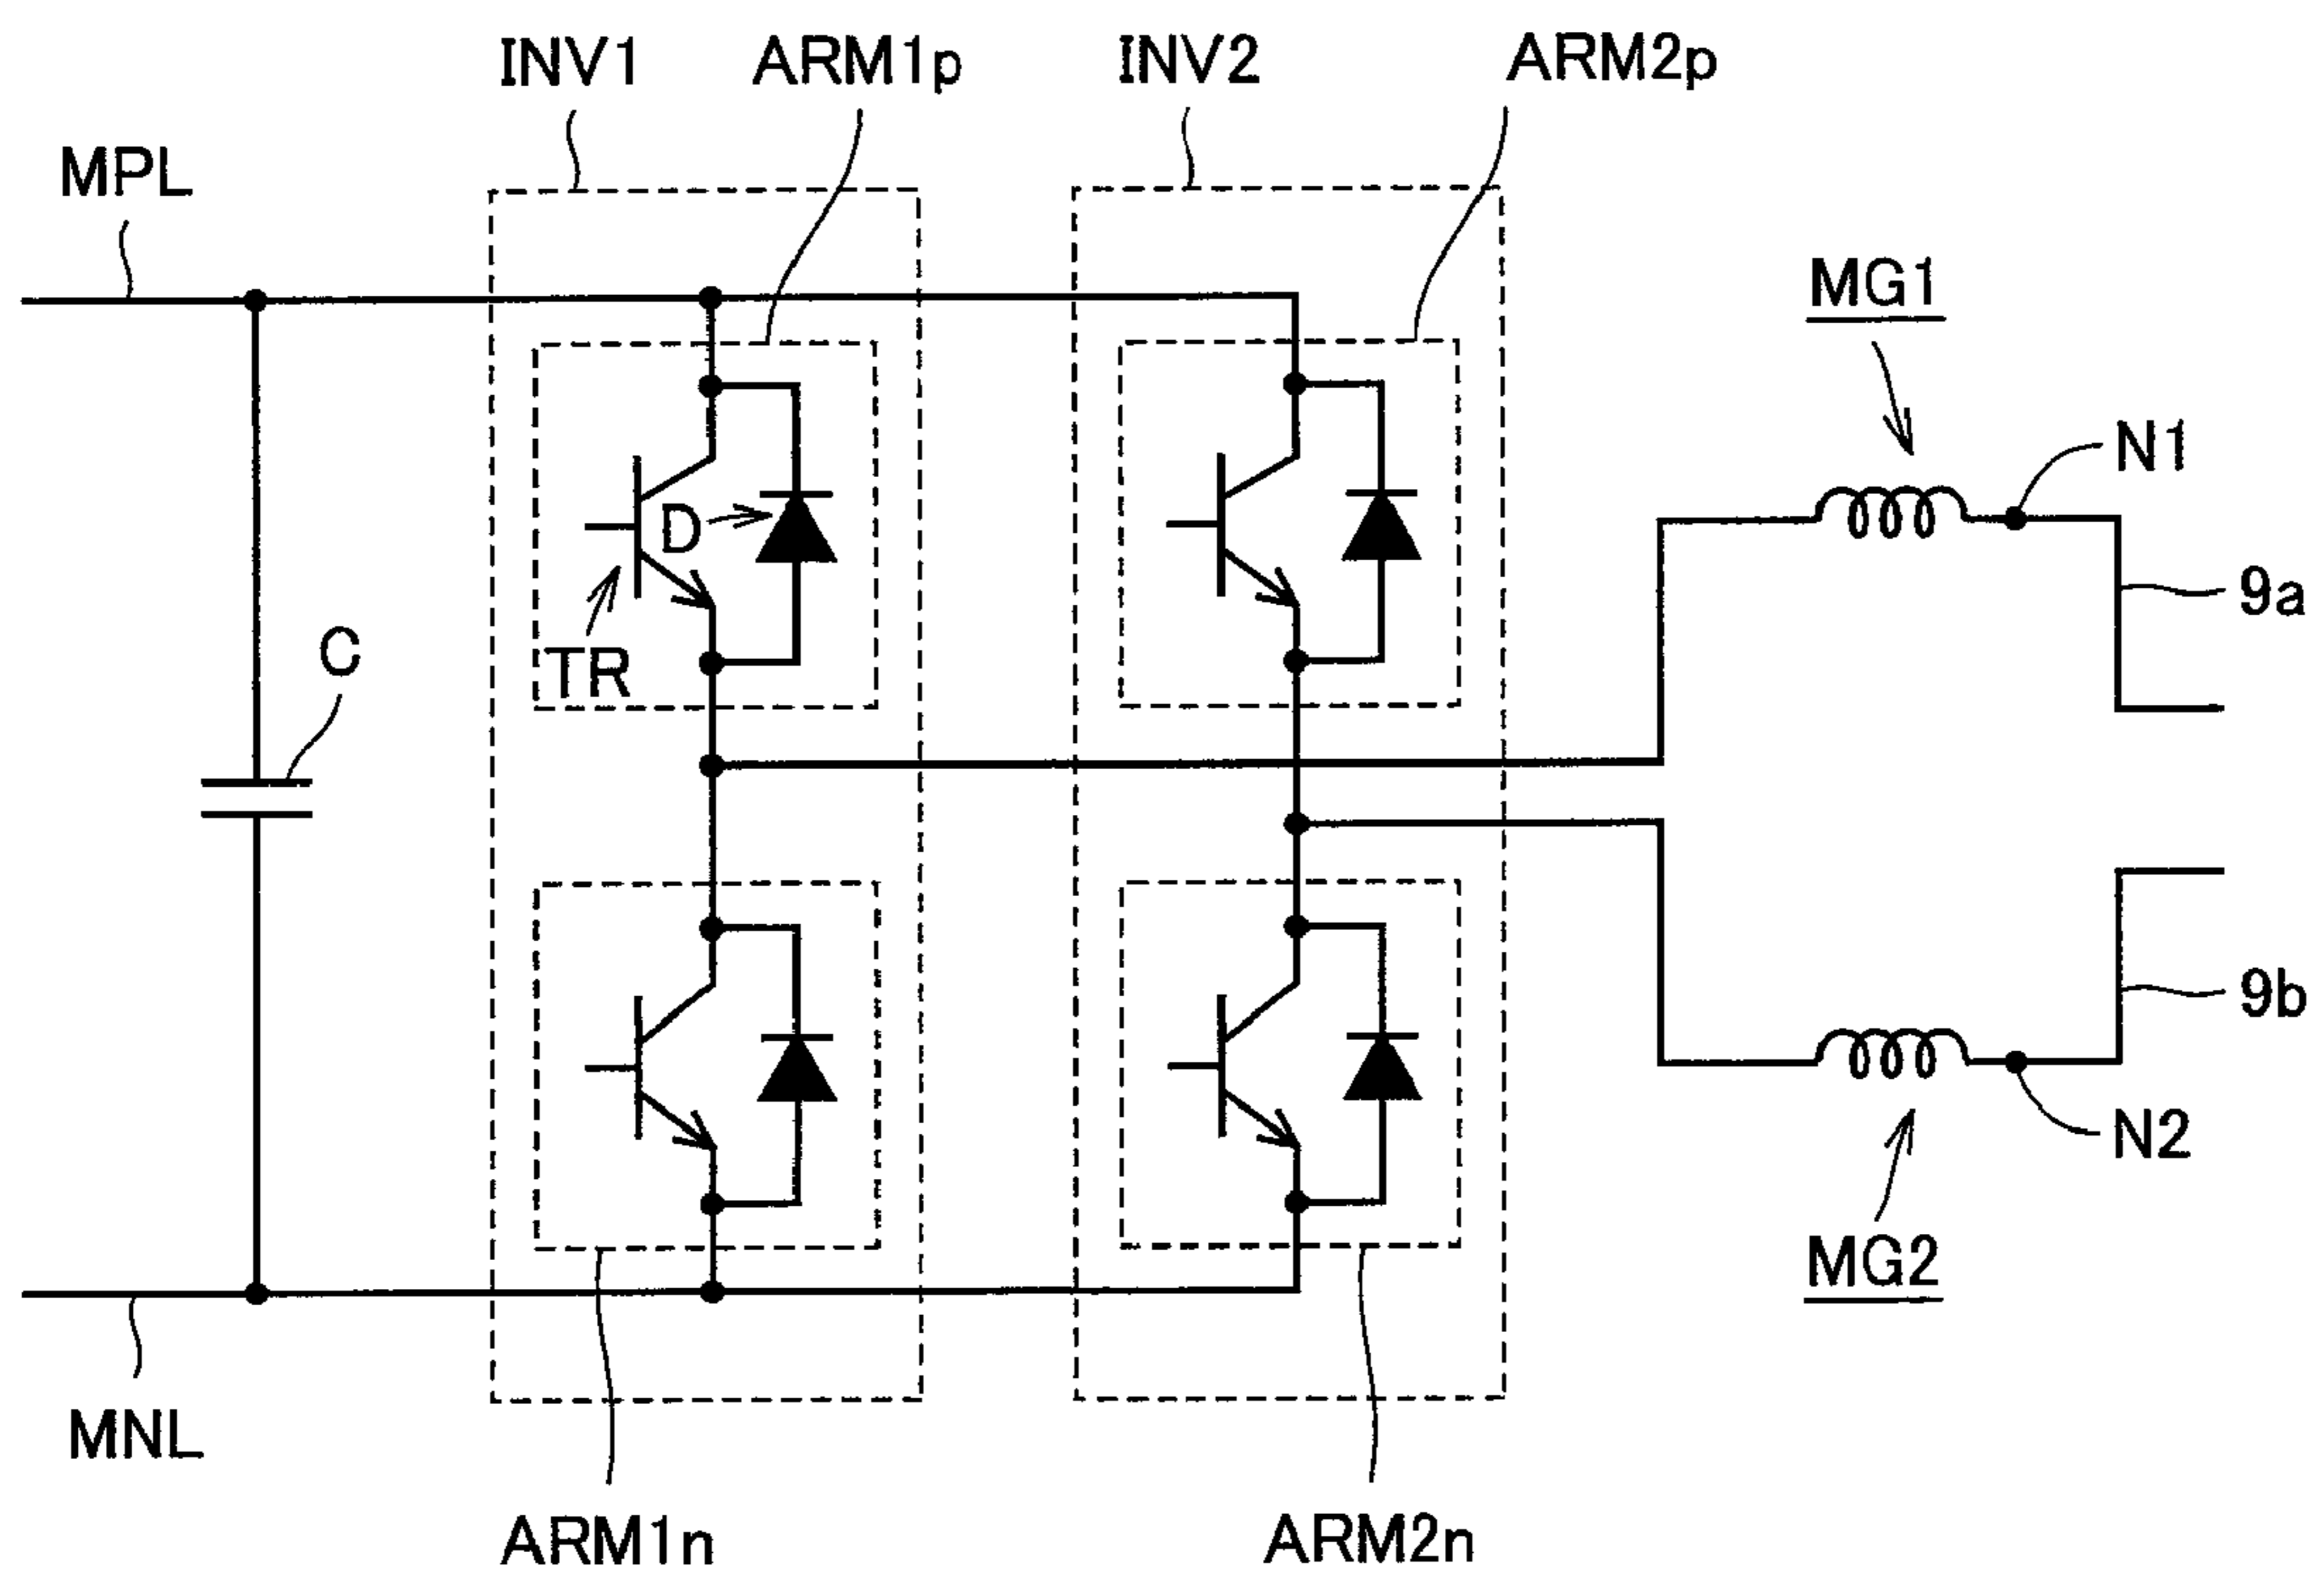 INV1
ARM1p
INV2
ARM2p
MPL
MG1
N1
D
9a
C
TR
9b
N2
MG2
MNL
ARM1n
ARM2n